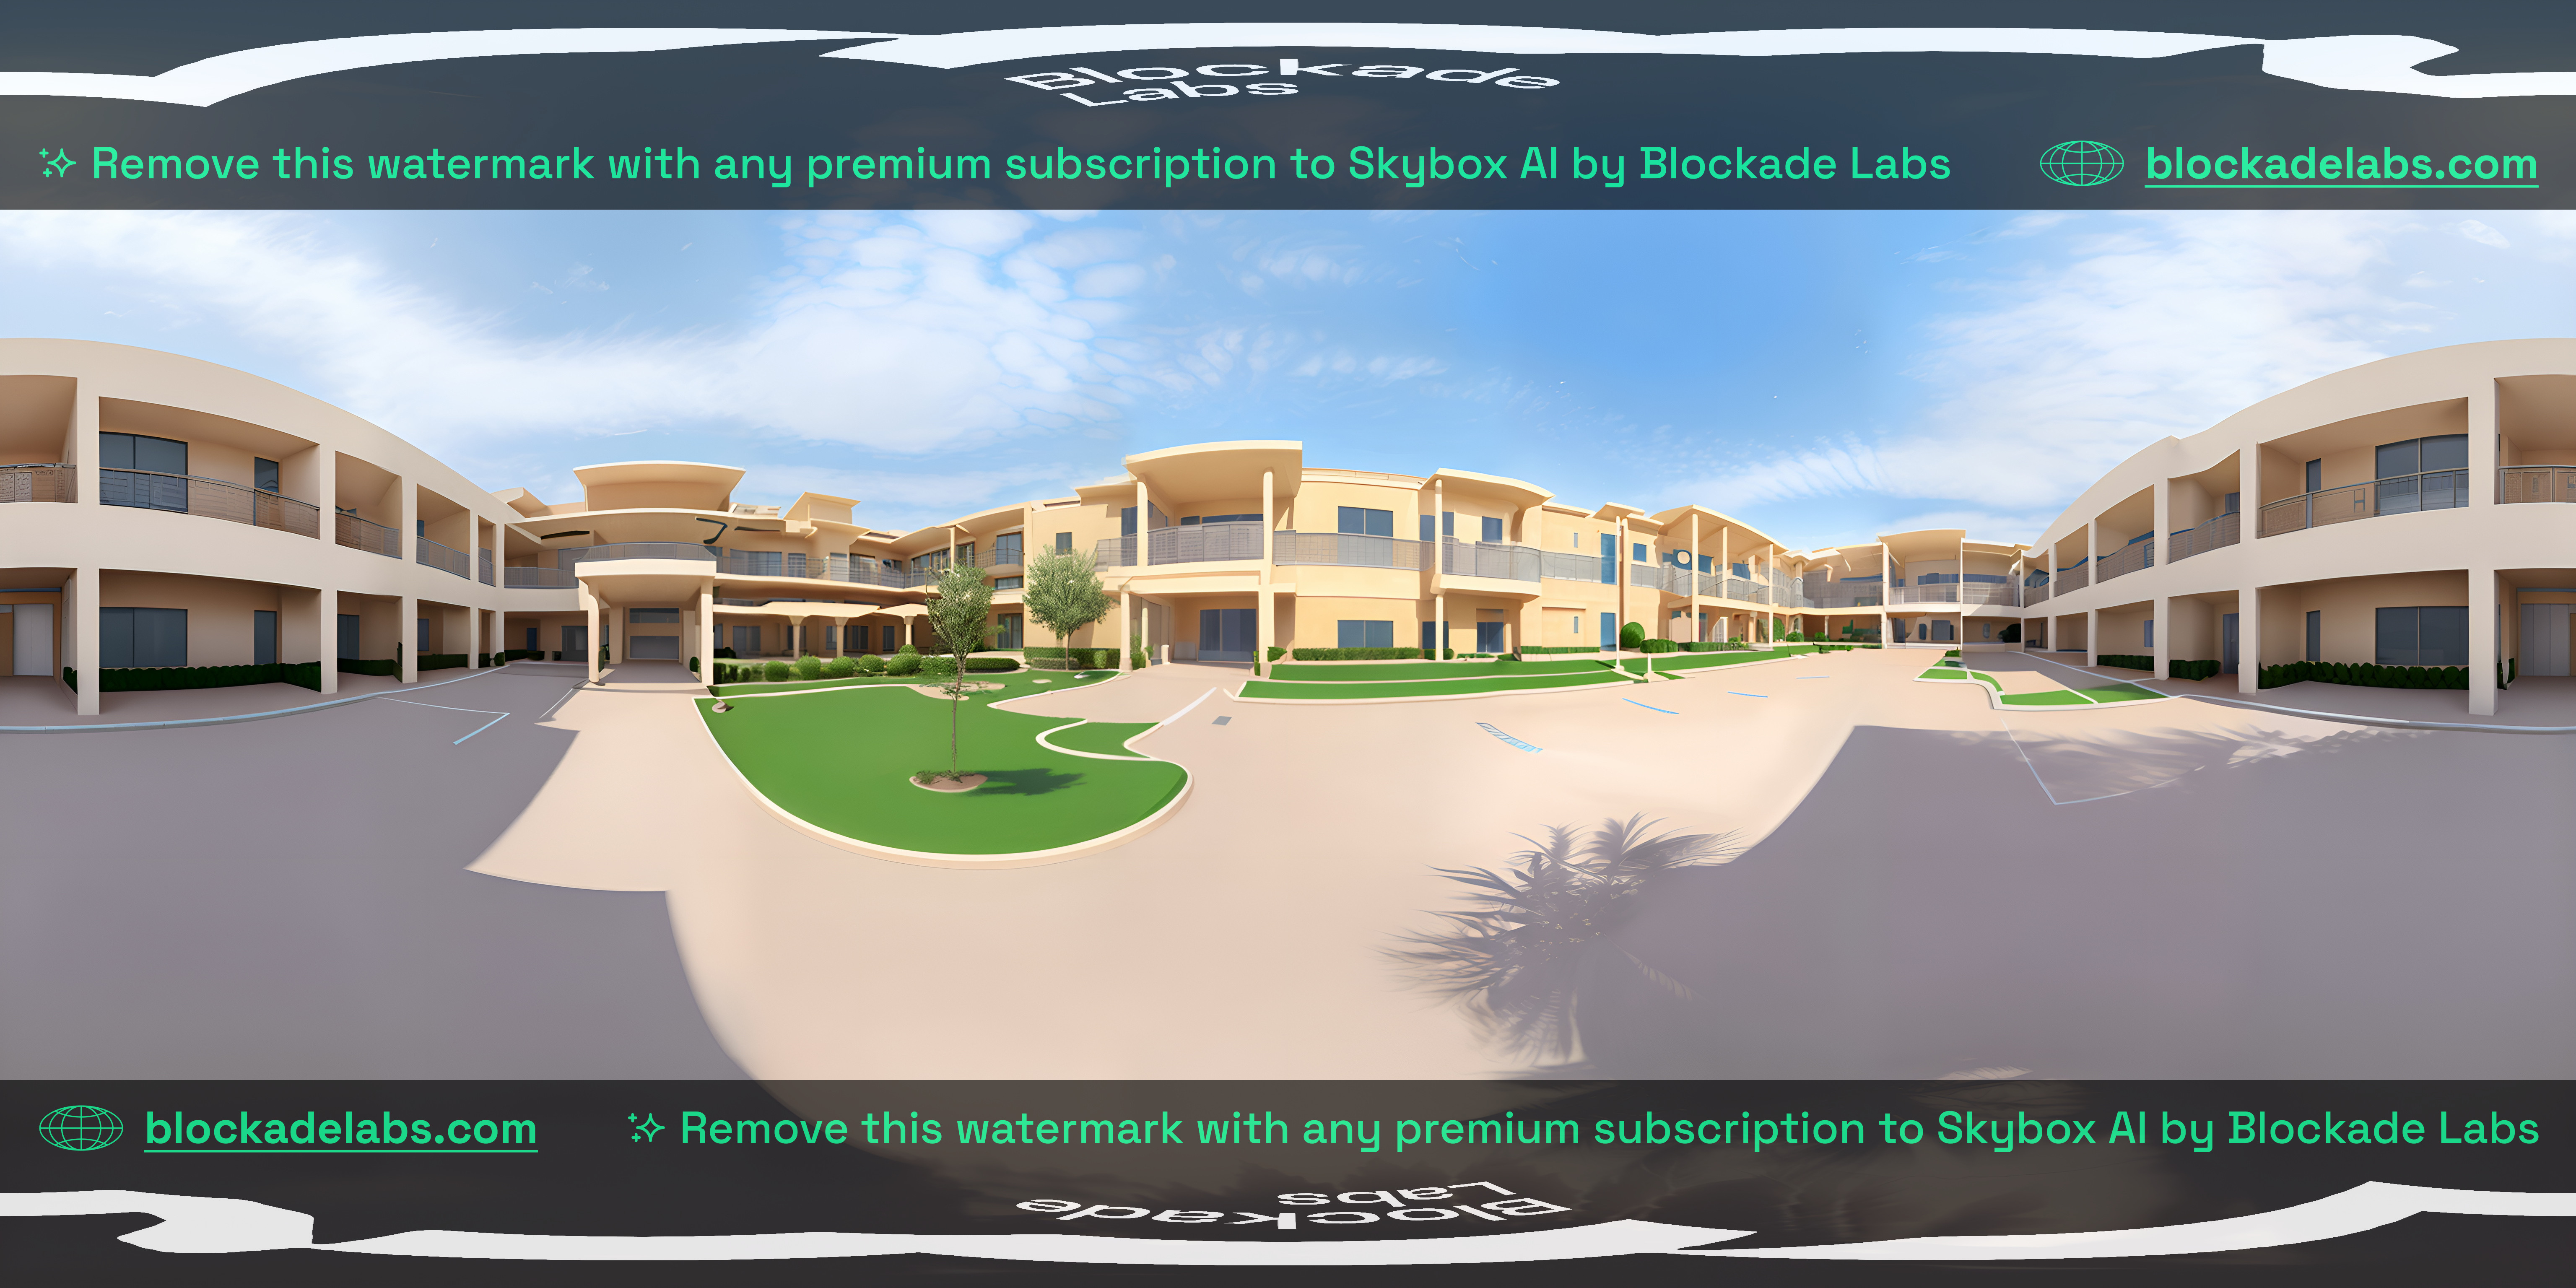 Blockade
Labs
Remove this watermark with any premium subscription to Skybox AI by Blockade Labs
blockadelabs.com
blockadelabs.com
Remove this watermark with any premium subscription to Skybox AI by Blockade Labs
Labs
Blockade